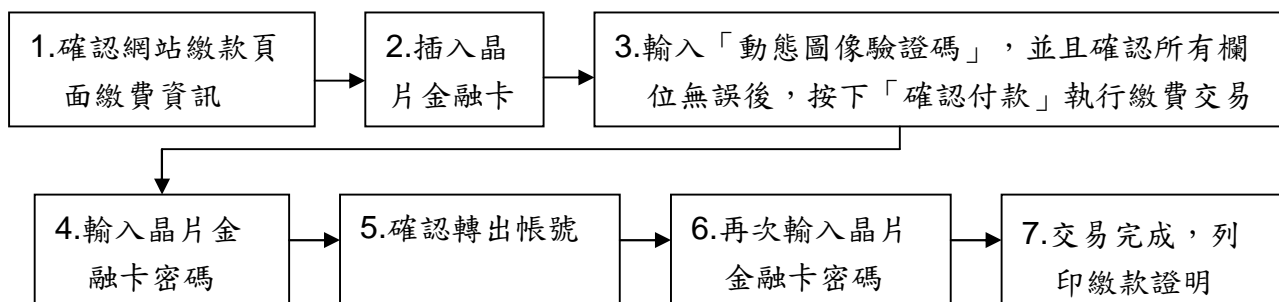 1.確認網站繳款頁
面繳費資訊
2.插入晶
片金融卡
3.輸入「動態圖像驗證碼」，並且確認所有欄
位無誤後，按下「確認付款」執行繳費交易
4.輸入晶片金
融卡密碼
5.確認轉出帳號
6.再次輸入晶片
金融卡密碼
7.交易完成，列
印繳款證明